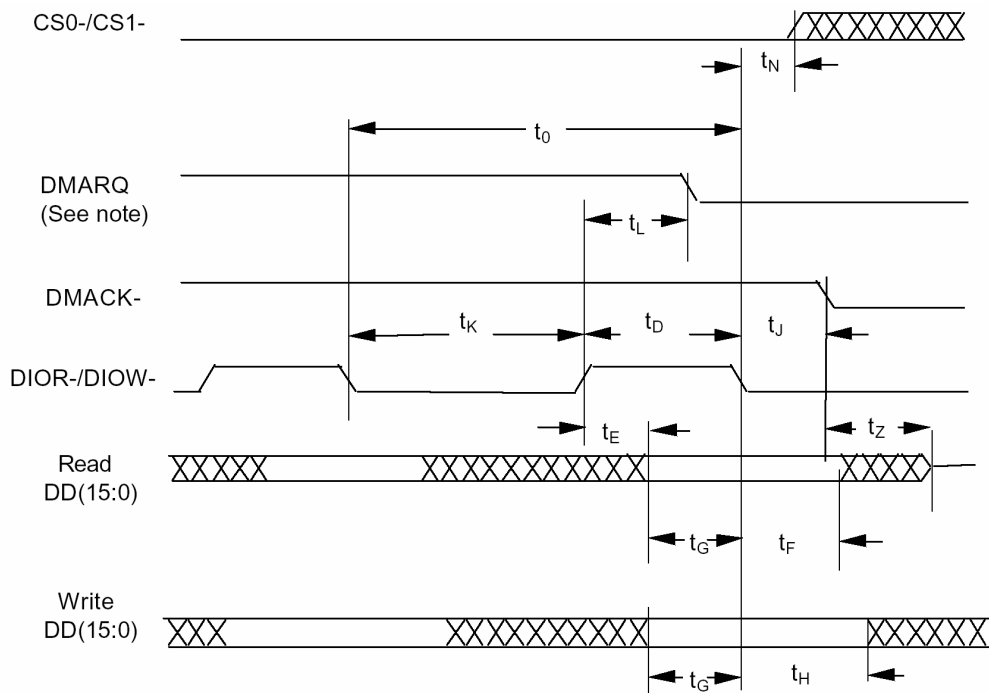 CS0-/CS1-
tN
t0
DMARQ
(See note)
tL
DMACK-
tK
tD
tJ
DIOR-/DIOW-
tE
tZ
Read
DD(15:0)
tG
tF
Write
DD(15:0)
tG
tH